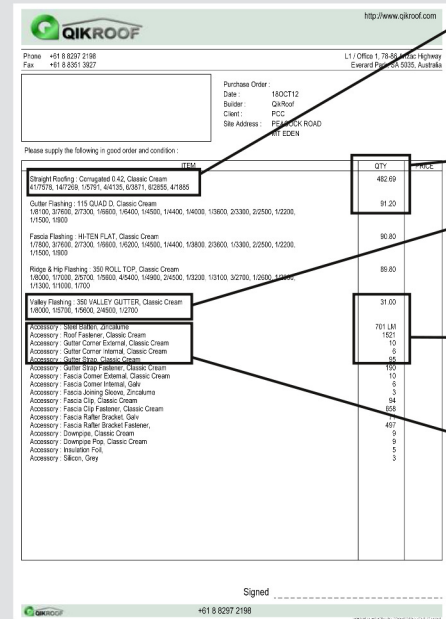 QIKROOF
http://www.qikroof.com
Phone +61 8 8297 2198
Fax +61 8 8351 3927
L1 / Office 1, 78-86 Anzac Highway
Everard Park, SA 5035, Australia
Purchase Order :
Date : 18OCT12
Builder : QikRoof
Client : PCC
Site Address : PEACOCK ROAD
MT EDEN
Please supply the following in good order and condition :
ITEM QTY PRICE
Straight Roofing : Corrugated 0.42, Classic Cream 482.69
41/7576, 14/7269, 1/5791, 4/4135, 6/3871, 6/2855, 4/1885
Gutter Flashing : 115 QUAD D, Classic Cream 91.20
1/8100, 3/7600, 2/7300, 1/6600, 1/6400, 1/4500, 1/4400, 1/4000, 1/3600, 2/3300, 2/2500, 1/2200,
1/1500, 1/900
Fascia Flashing : HI-TEN FLAT, Classic Cream 90.80
1/7800, 3/7600, 2/7300, 1/6600, 1/6200, 1/4500, 1/4400, 1/3800, 2/3600, 1/3300, 2/2500, 1/2200,
1/1500, 1/900
Ridge & Hip Flashing : 350 ROLL TOP, Classic Cream 89.80
1/8000, 1/7000, 2/5700, 1/5600, 4/5400, 1/4900, 2/4500, 1/3200, 1/3100, 3/2700, 1/2600,
1/1300, 1/1000, 1/700
Valley Flashing : 350 VALLEY GUTTER, Classic Cream 31.00
1/8000, 1/5700, 1/5600, 2/4500, 1/2700
Accessory : Steel Batten, Zincalume 701 LM
Accessory : Roof Fastener, Classic Cream 1521
Accessory : Gutter Corner External, Classic Cream 10
Accessory : Gutter Corner Internal, Classic Cream 6
Accessory : Gutter Strap, Classic Cream 95
Accessory : Gutter Strap Fastener, Classic Cream 190
Accessory : Fascia Corner External, Classic Cream 10
Accessory : Fascia Corner Internal, Galv 6
Accessory : Fascia Joining Sleeve, Zincalume 3
Accessory : Fascia Clip, Classic Cream 94
Accessory : Fascia Clip Fastener, Classic Cream 658
Accessory : Fascia Rafter Bracket, Galv
Accessory : Fascia Rafter Bracket Fastener, 497
Accessory : Downpipe, Classic Cream 9
Accessory : Downpipe Pop, Classic Cream 9
Accessory : Insulation Foil, 5
Accessory : Silicon, Grey 3
Signed
QIKROOF
+61 8 8297 2198